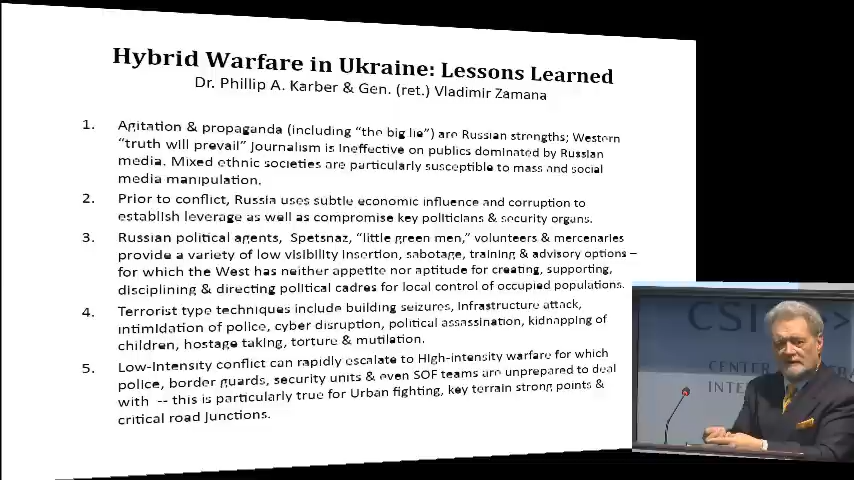 Hybrid Warfare in Ukraine: Lessons Learned
Dr. Phillip A. Karber & Gen. (ret.) Vladimir Zamana
1. Agitation & propaganda (including "the big lie") are Russian strengths; Western
"truth will prevail" Journalism is ineffective on publics dominated by Russian
media. Mixed ethnic societies are particularly susceptible to mass and social
media manipulation.
2. Prior to conflict, Russia uses subtle economic influence and corruption to
establish leverage as well as compromise key politicians & security organs.
3. Russian political agents, Spetsnaz, "little green men," volunteers & mercenaries
provide a variety of low visibility insertion, sabotage, training & advisory options –
for which the West has neither appetite nor aptitude for creating, supporting,
disciplining & directing political cadres for local control of occupied populations.
4. Terrorist type techniques include building seizures, infrastructure attack,
intimidation of police, cyber disruption, political assassination, kidnapping of
children, hostage taking, torture & mutilation.
5. Low-Intensity conflict can rapidly escalate to High-intensity warfare for which
police, border guards, security units & even SOF teams are unprepared to deal
with -- this is particularly true for Urban fighting, key terrain strong points &
critical road junctions.
CSI
CENTER
INTE